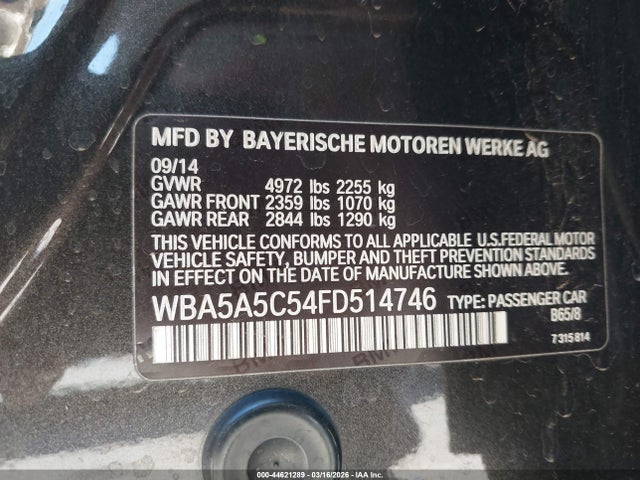 MFD BY BAYERISCHE MOTOREN WERKE AG
09/14
GVWR 4972 lbs 2255 kg
GAWR FRONT 2359 lbs 1070 kg
GAWR REAR 2844 lbs 1290 kg
THIS VEHICLE CONFORMS TO ALL APPLICABLE U.S.FEDERAL MOTOR
VEHICLE SAFETY, BUMPER AND THEFT PREVENTION STANDARDS
IN EFFECT ON THE DATE OF MANUFACTURE SHOWN ABOVE.
WBA5A5C54FD514746 TYPE: PASSENGER CAR
B65/8
7315814
000-44621289 | 03/16/2026 | IAA Inc.